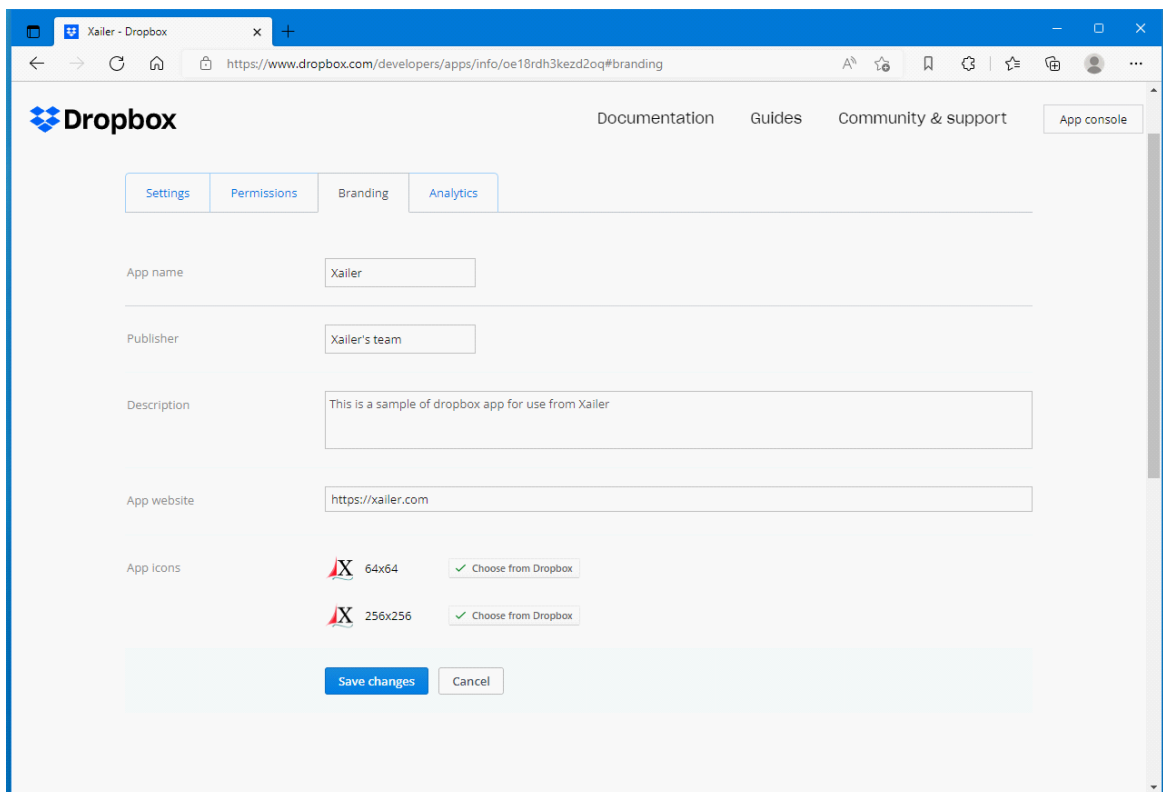 Xailer - Dropbox
https://www.dropbox.com/developers/apps/info/oe18rdh3kezd2oq#branding
Dropbox Documentation Guides Community & support App console
Settings Permissions Branding Analytics
App name Xailer
Publisher Xailer's team
Description This is a sample of dropbox app for use from Xailer
App website https://xailer.com
App icons X 64x64 Choose from Dropbox
X 256x256 Choose from Dropbox
Save changes Cancel